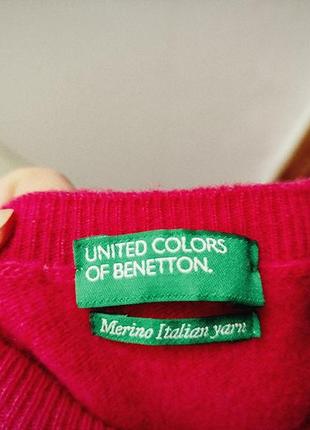 UNITED COLORS
OF BENETTON.
Merino Italian yarn